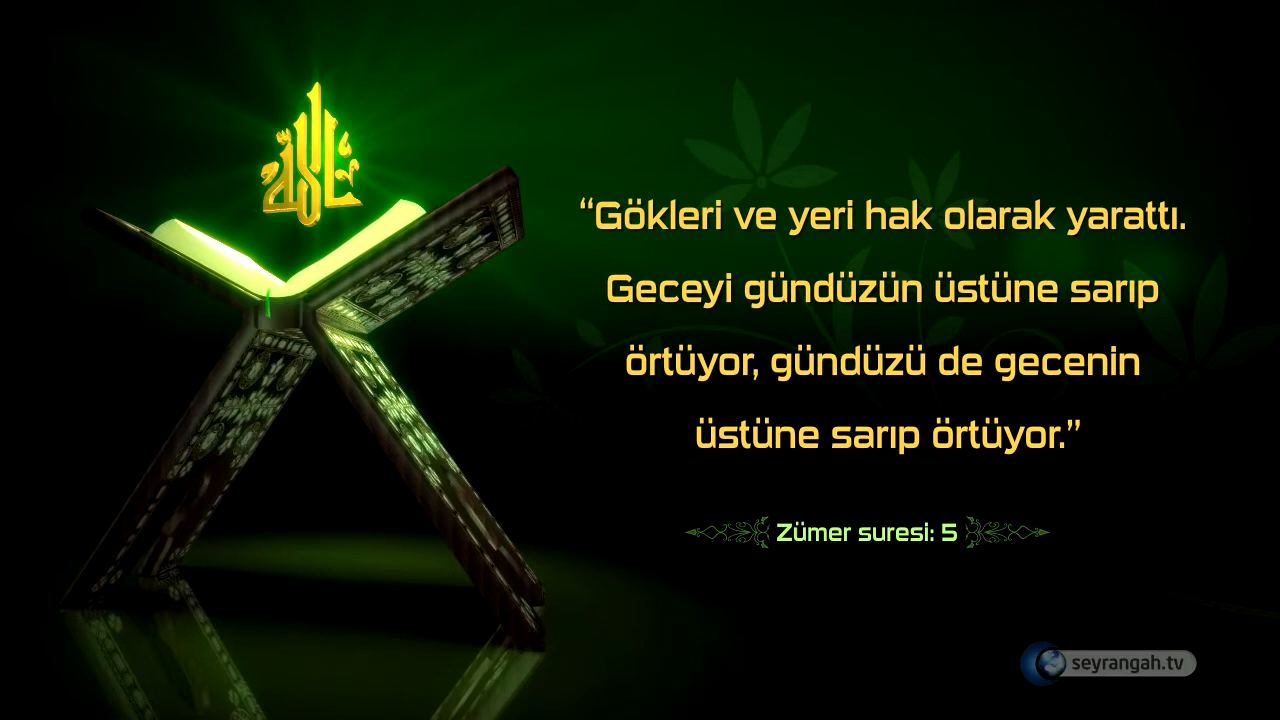 الله
“Gökleri ve yeri hak olarak yarattı.
Geceyi gündüzün üstüne sarıp
örtüyor, gündüzü de gecenin
üstüne sarıp örtüyor.”
Zümer suresi: 5
seyrangah.tv